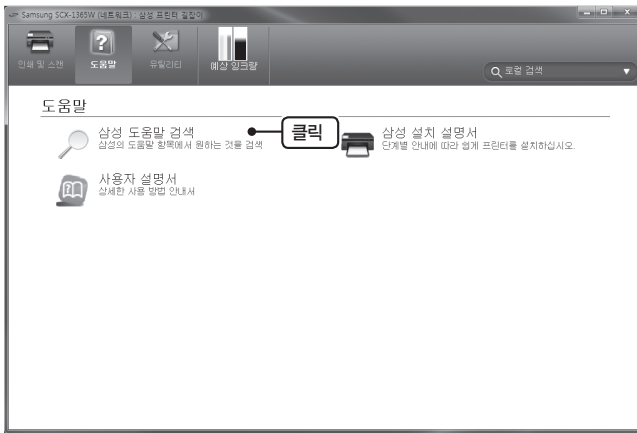 Samsung SCX-1365W (네트워크) : 삼성 프린터 길잡이
인쇄 및 스캔
도움말
유틸리티
예상 잉크량
로컬 검색
도움말
삼성 도움말 검색
삼성의 도움말 항목에서 원하는 것을 검색
클릭
삼성 설치 설명서
단계별 안내에 따라 쉽게 프린터를 설치하십시오.
사용자 설명서
상세한 사용 방법 안내서